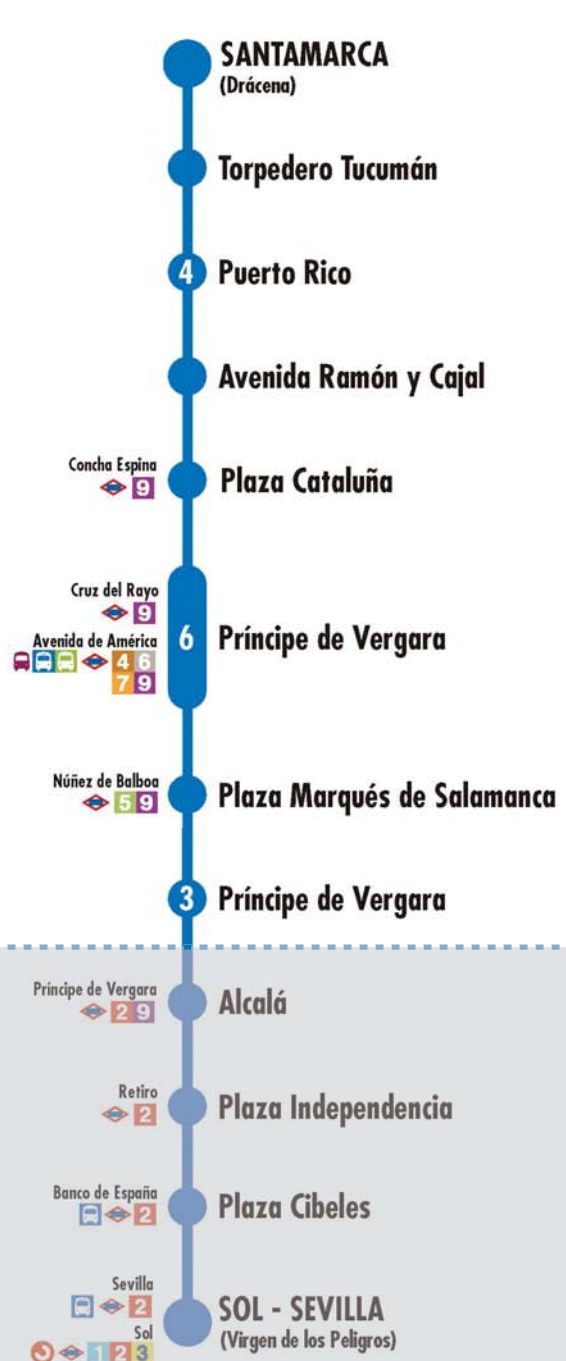 SANTAMARCA
(Drácena)
Torpedero Tucumán
4 Puerto Rico
Avenida Ramón y Cajal
Concha Espina
9
Plaza Cataluña
Cruz del Rayo
9
Avenida de América
4 6
7 9
6 Príncipe de Vergara
Núñez de Balboa
5 9
Plaza Marqués de Salamanca
3 Príncipe de Vergara
Príncipe de Vergara
2 9
Alcalá
Retiro
2
Plaza Independencia
Banco de España
2
Plaza Cibeles
Sevilla
2
Sol
1 2 3
SOL - SEVILLA
(Virgen de los Peligros)